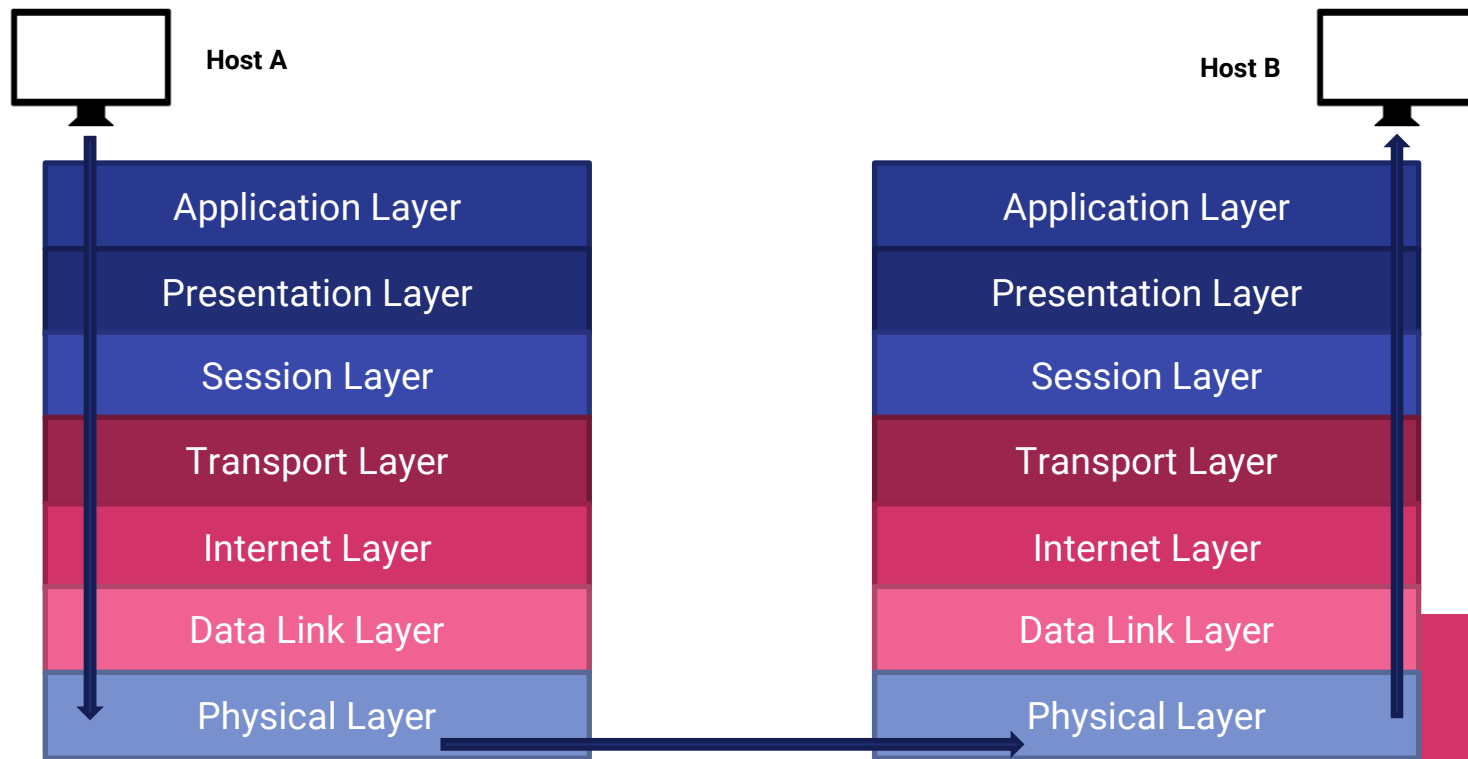 Host A
Host B
Application Layer
Presentation Layer
Session Layer
Transport Layer
Internet Layer
Data Link Layer
Physical Layer
Application Layer
Presentation Layer
Session Layer
Transport Layer
Internet Layer
Data Link Layer
Physical Layer